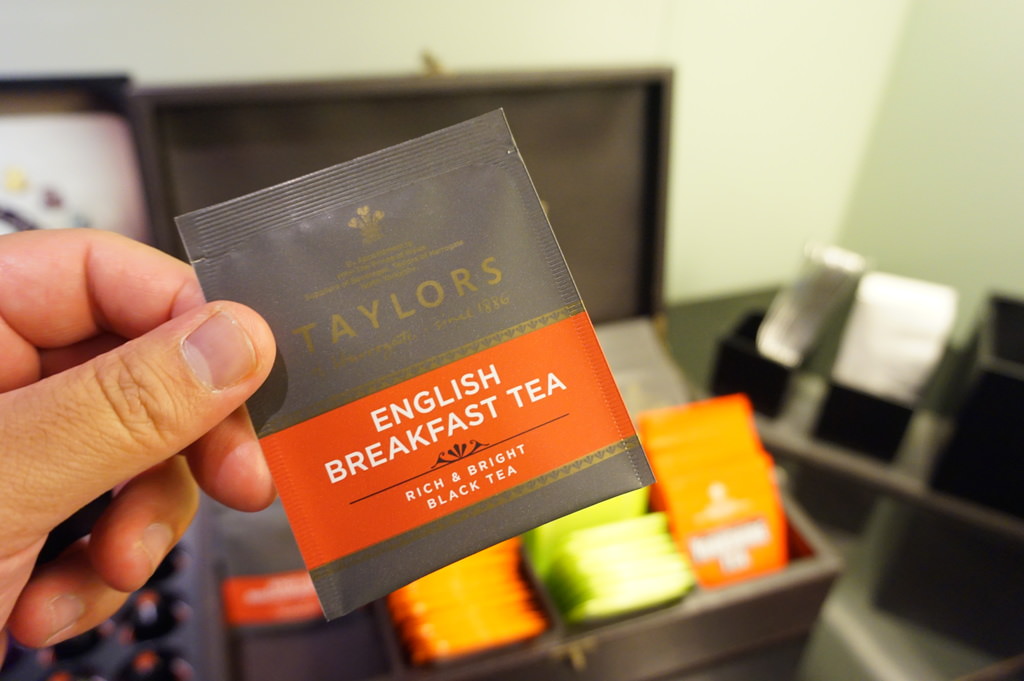 TAYLORS
since 1886
ENGLISH
BREAKFAST TEA
RICH & BRIGHT
BLACK TEA